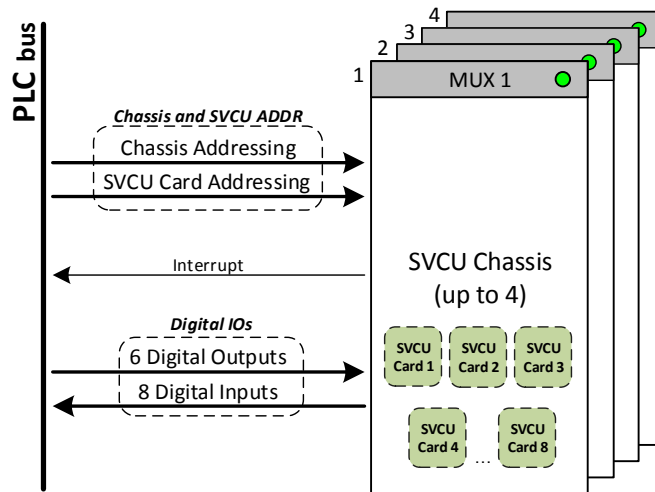 PLC bus
4
3
2
1
MUX 1
Chassis and SVCU ADDR
Chassis Addressing
SVCU Card Addressing
Interrupt
SVCU Chassis
(up to 4)
Digital IOs
6 Digital Outputs
8 Digital Inputs
SVCU
Card 1
SVCU
Card 2
SVCU
Card 3
SVCU
Card 4
...
SVCU
Card 8